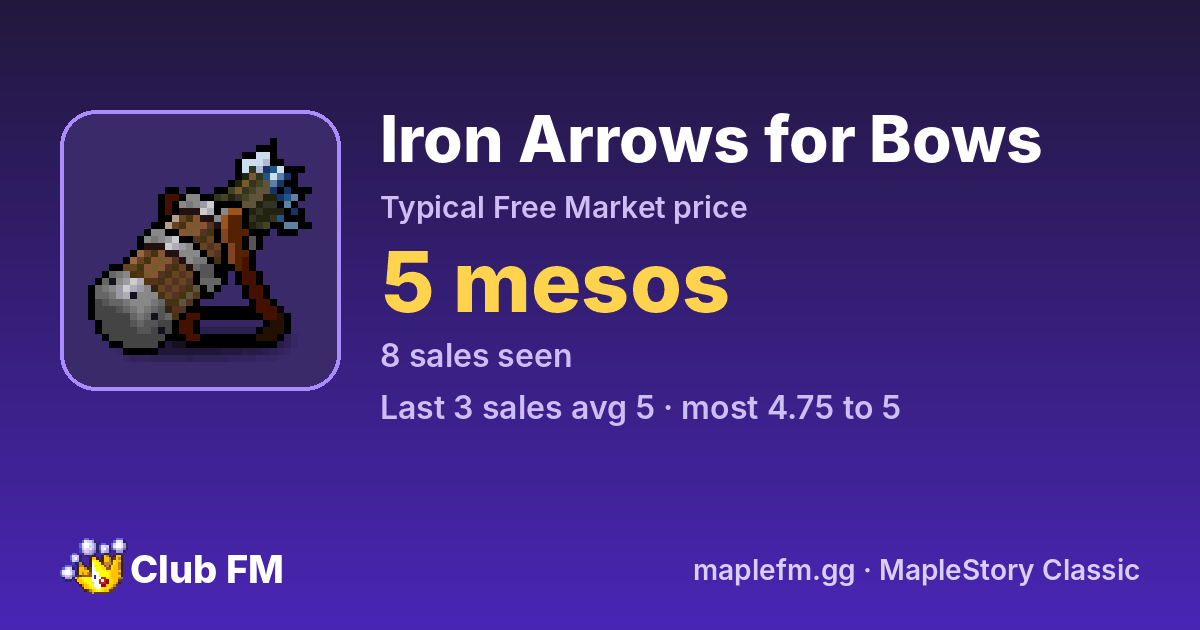 Iron Arrows for Bows
Typical Free Market price
5 mesos
8 sales seen
Last 3 sales avg 5 · most 4.75 to 5
Club FM
maplefm.gg · MapleStory Classic